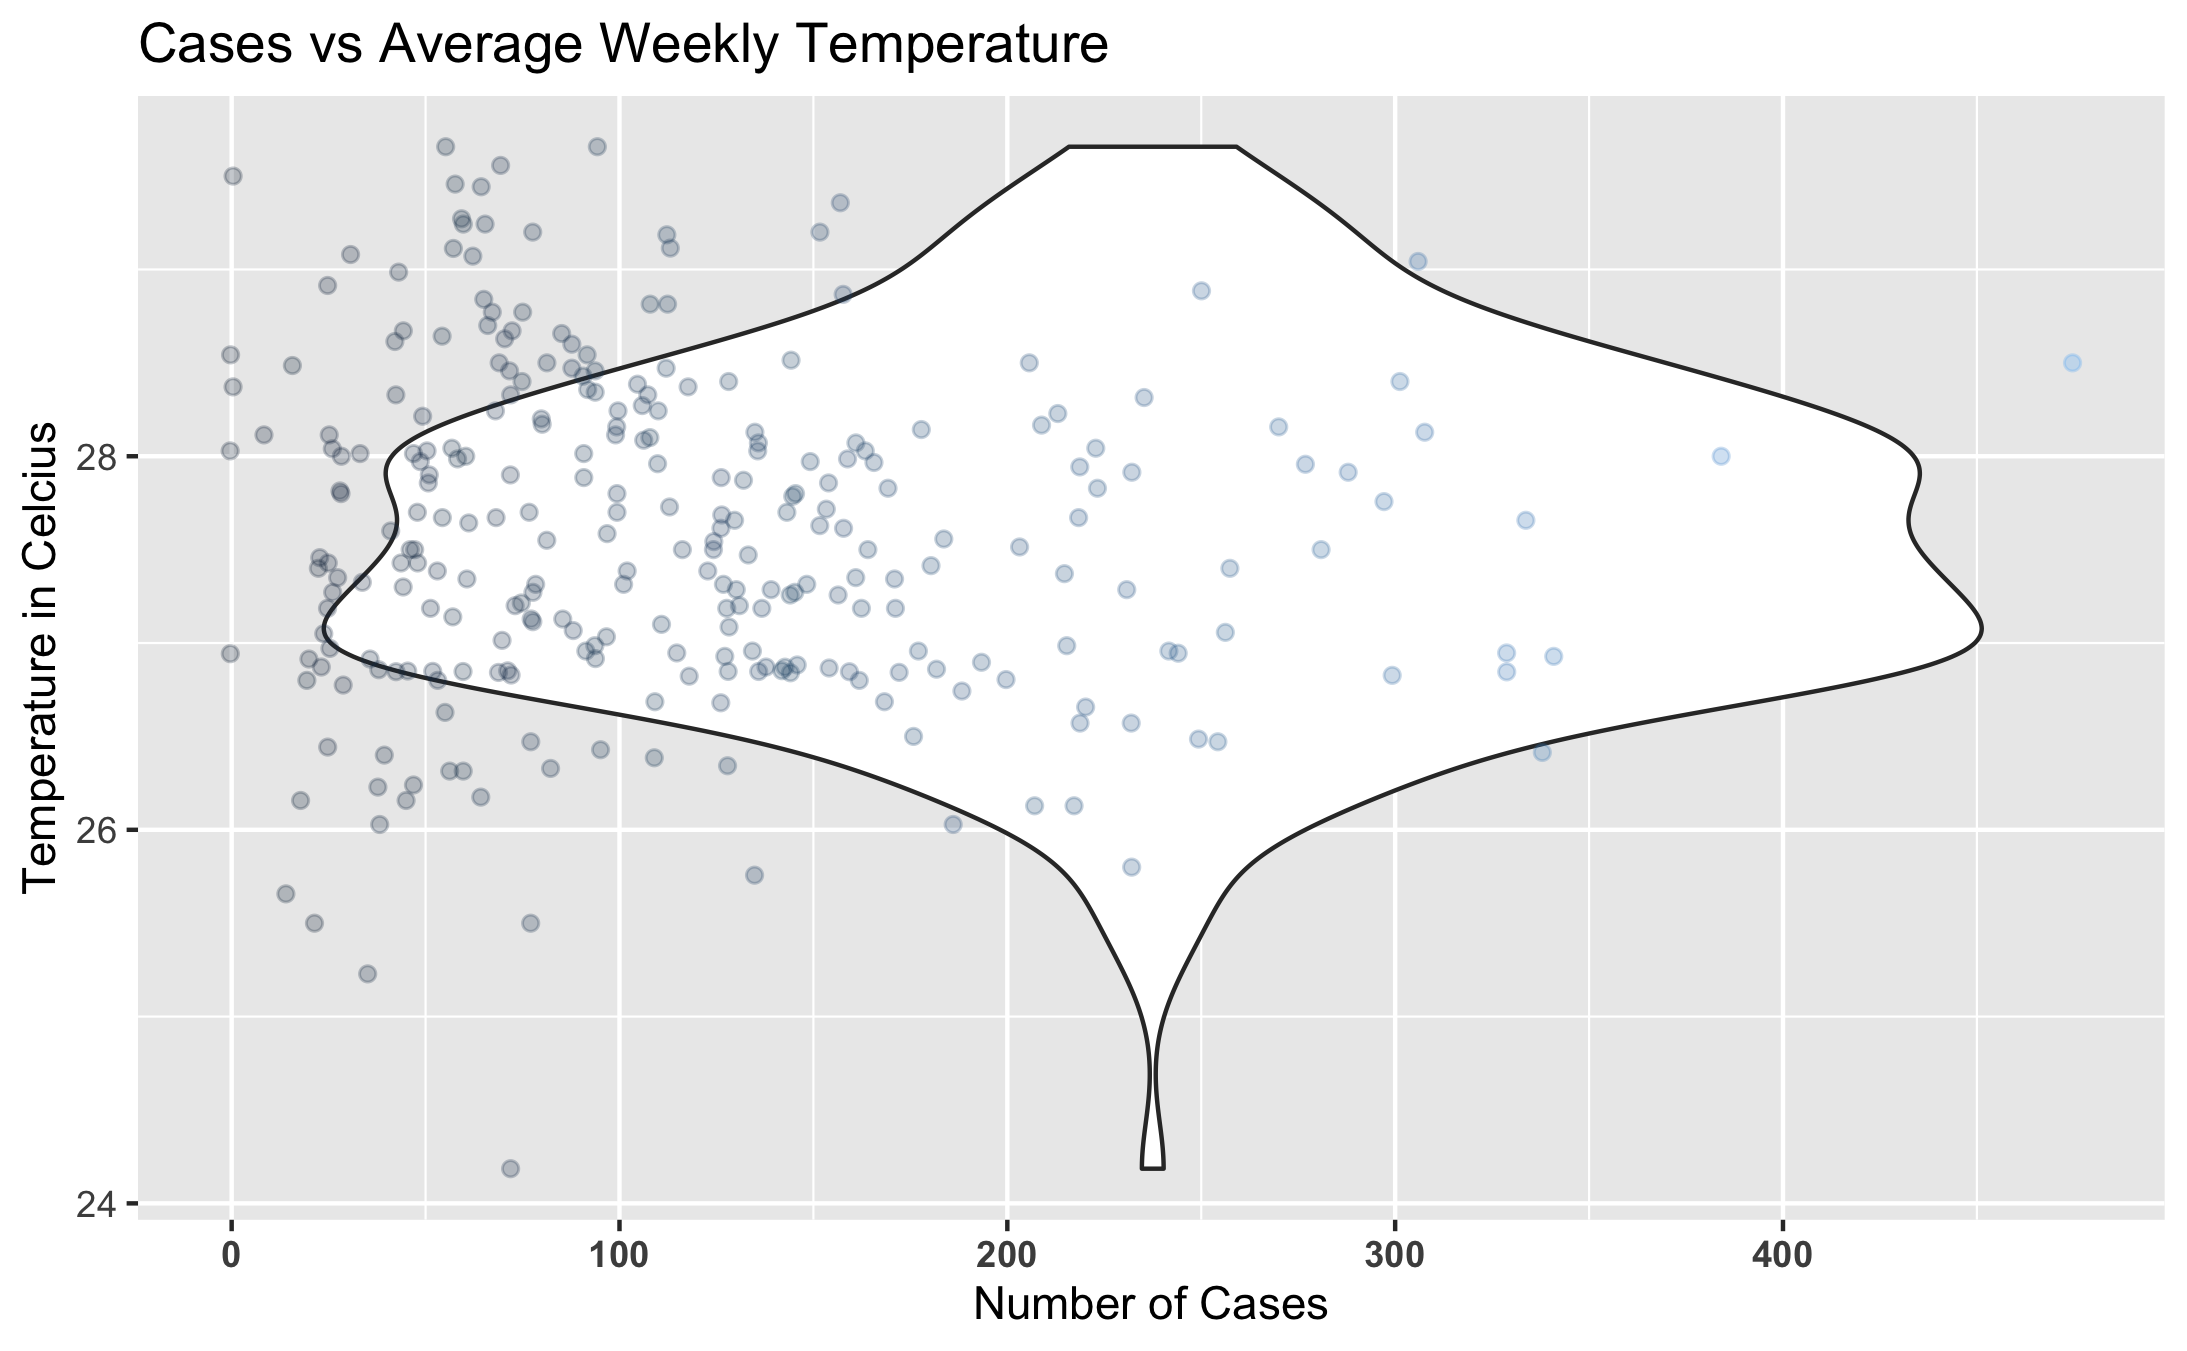 Cases vs Average Weekly Temperature
Temperature in Celcius
28
26
24
0 100 200 300 400
Number of Cases